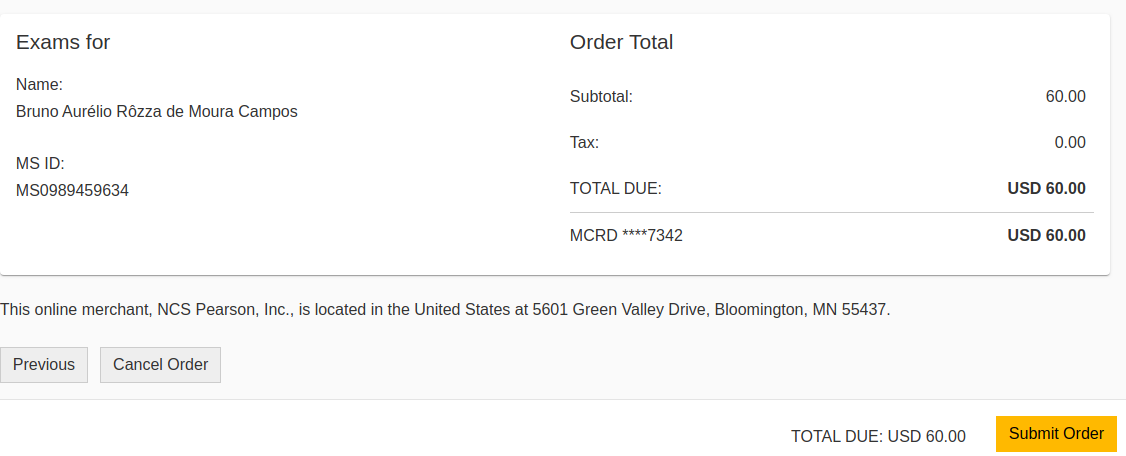 Exams for
Name:
Bruno Aurélio Rôzza de Moura Campos
MS ID:
MS0989459634
Order Total
Subtotal: 60.00
Tax: 0.00
TOTAL DUE: USD 60.00
MCRD ****7342 USD 60.00
This online merchant, NCS Pearson, Inc., is located in the United States at 5601 Green Valley Drive, Bloomington, MN 55437.
Previous Cancel Order
TOTAL DUE: USD 60.00 Submit Order